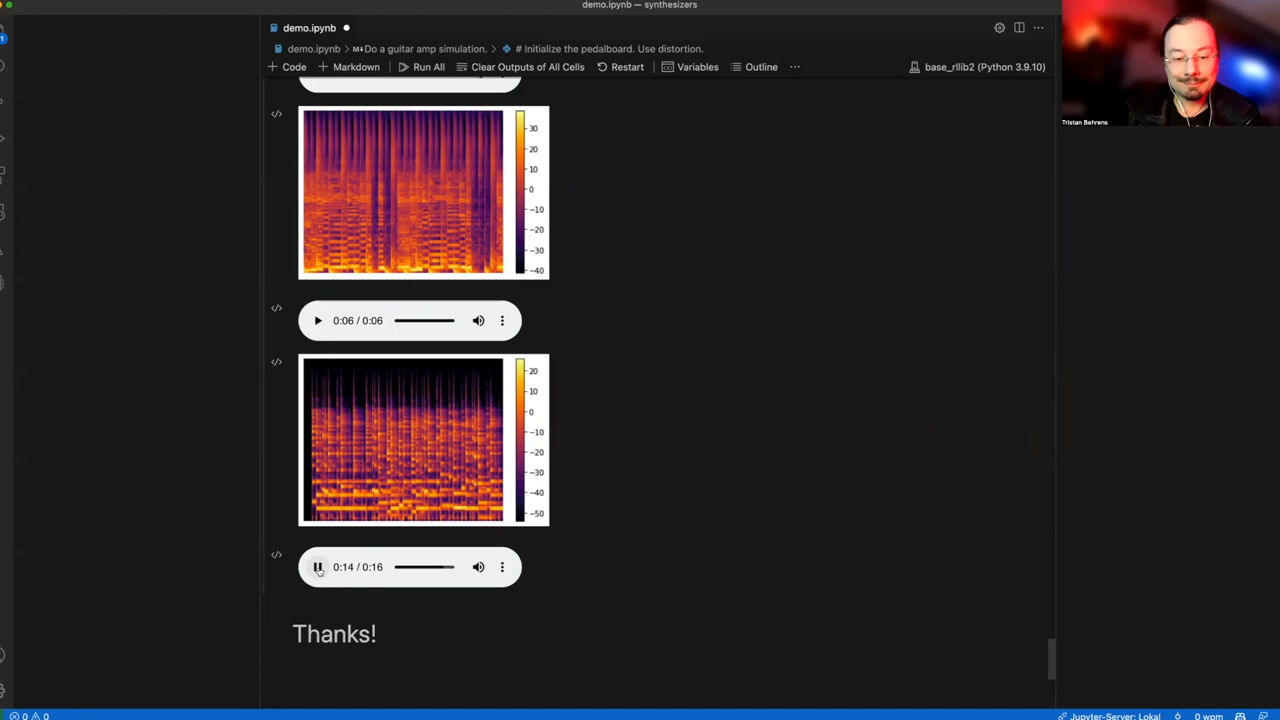 demo.ipynb — synthesizers
demo.ipynb
demo.ipynb > M↓Do a guitar amp simulation. > # Initialize the pedalboard. Use distortion.
+ Code + Markdown Run All Clear Outputs of All Cells Restart Variables Outline ... base_rllib2 (Python 3.9.10)
Tristan Behrens
1
30
20
10
0
−10
−20
−30
−40
0:06 / 0:06
20
10
0
−10
−20
−30
−40
−50
0:14 / 0:16
Thanks!
0 0 Jupyter-Server: Lokal 0 wpm